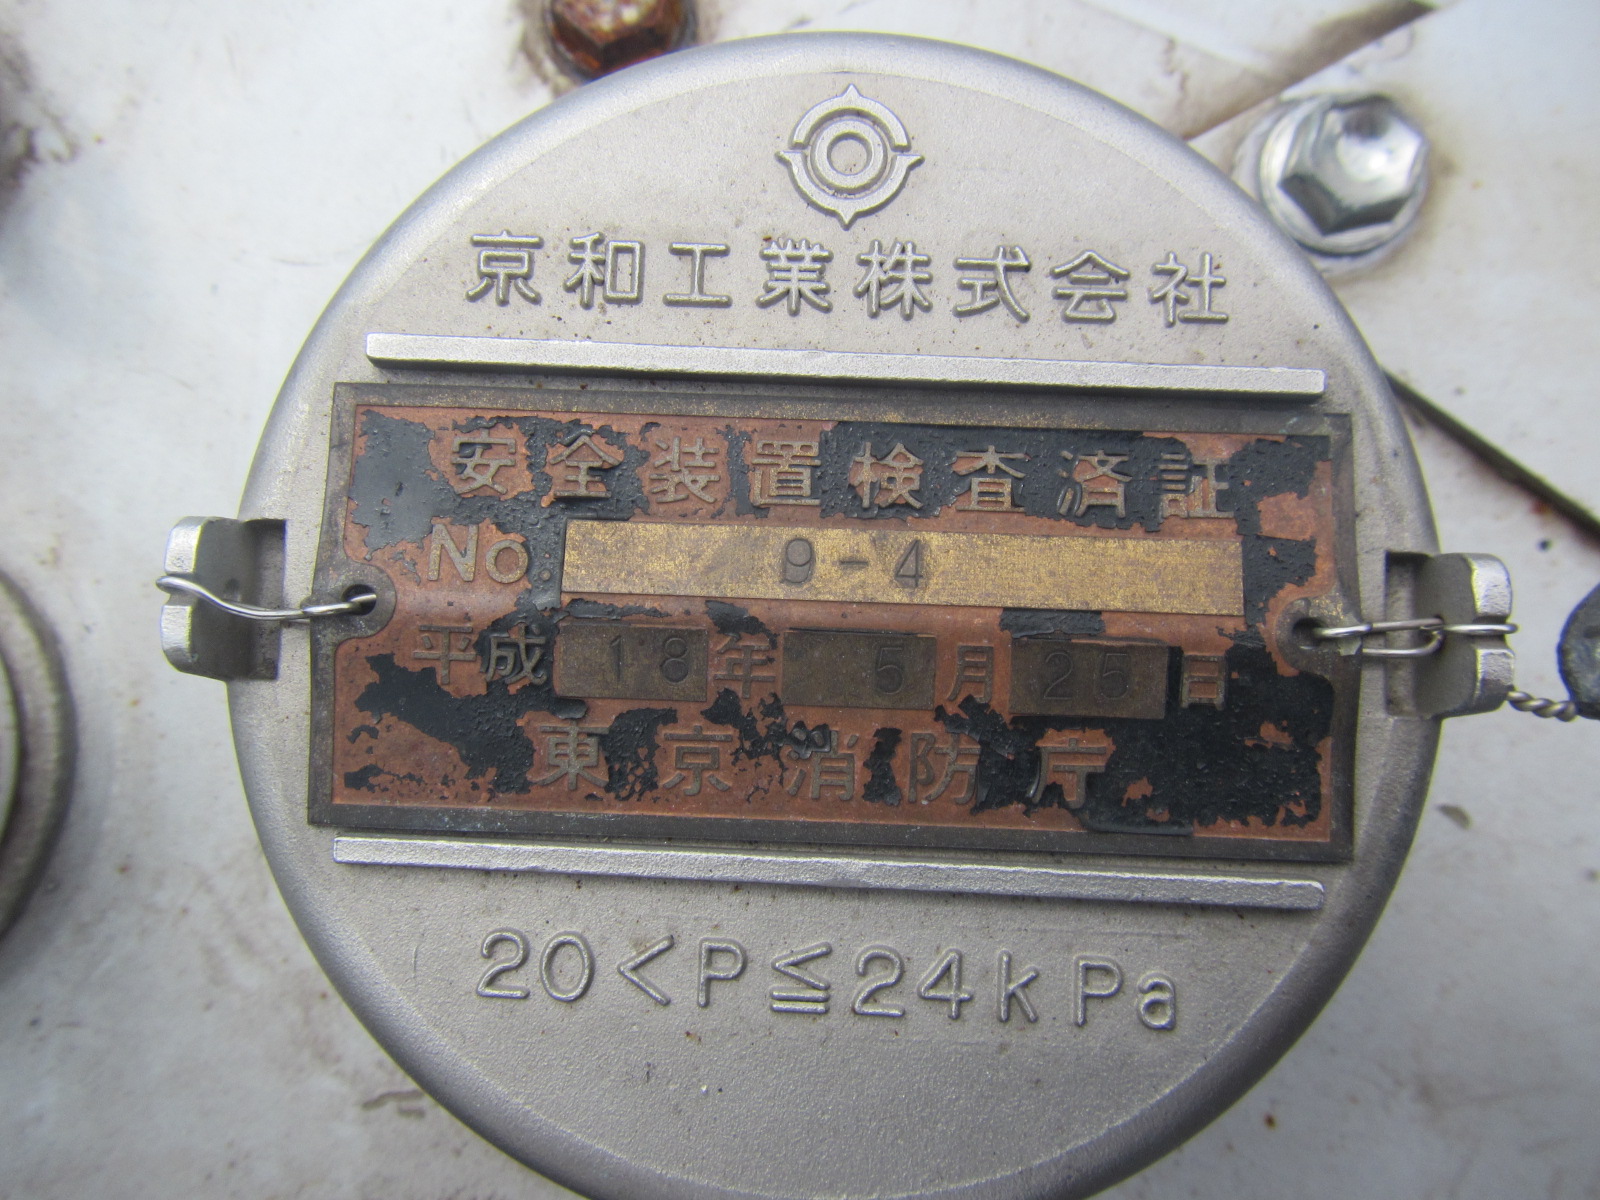 京和工業株式会社
安全装置検査済証
No. 9-4
平成 18 年 5 月 25 日
東京消防庁
20<P≦24kPa